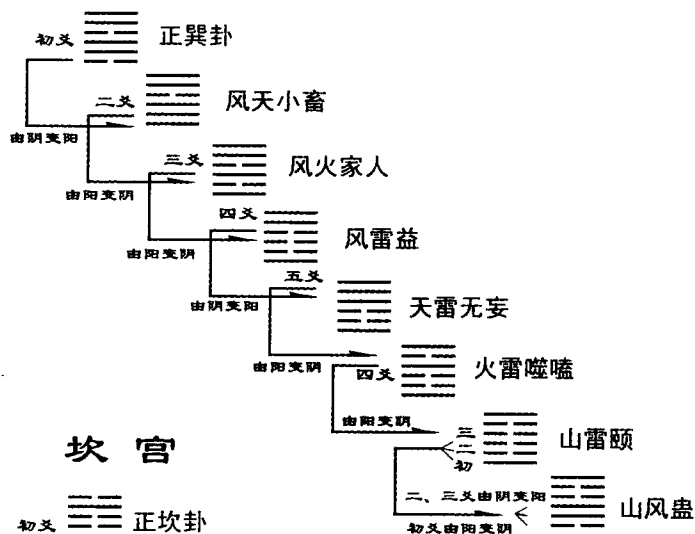 初爻 正巽卦
二爻 风天小畜
由阴变阳
三爻 风火家人
由阳变阴
四爻 风雷益
由阳变阴
五爻 天雷无妄
由阴变阳
四爻 火雷噬嗑
由阳变阴
由阳变阴
三 山雷颐
二
初
坎宫
二、三爻由阴变阳 山风蛊
初爻由阳变阴
初爻 正坎卦